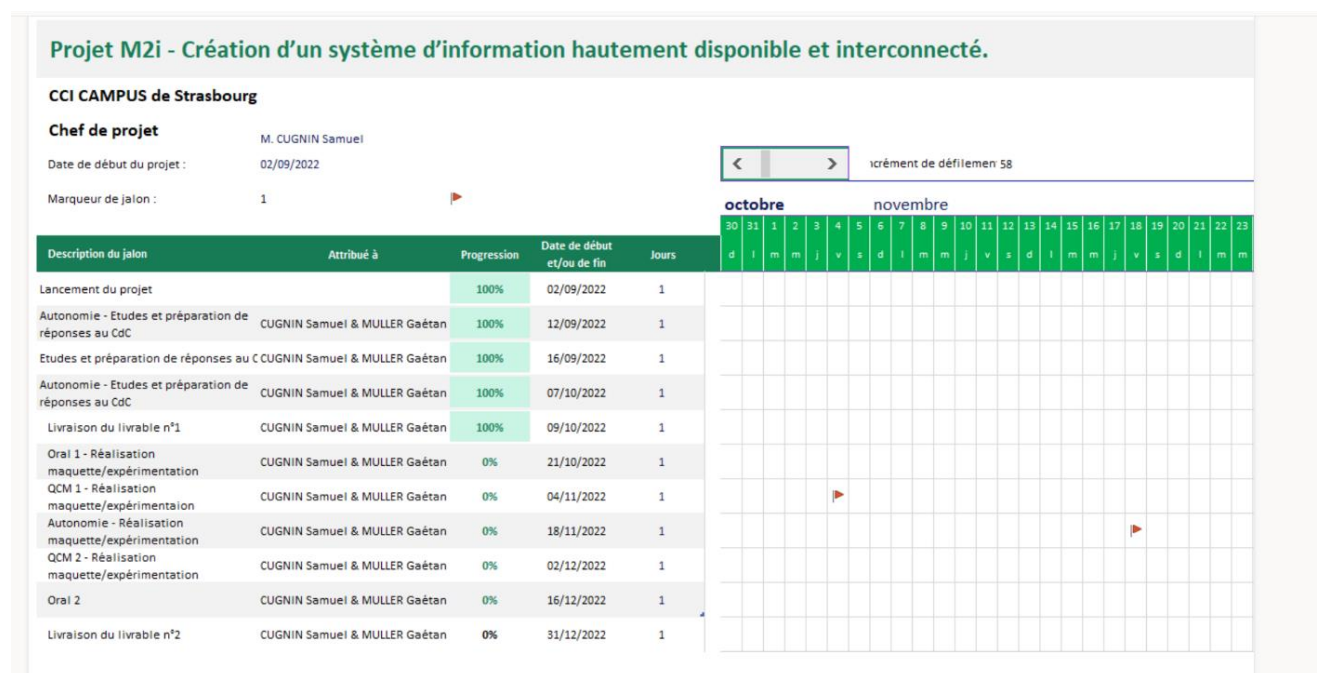 Projet M2i - Création d’un système d’information hautement disponible et interconnecté.
CCI CAMPUS de Strasbourg
Chef de projet M. CUGNIN Samuel
Date de début du projet : 02/09/2022
ncrément de défilemen 58
Marqueur de jalon : 1
octobre novembre
30 31 1 2 3 4 5 6 7 8 9 10 11 12 13 14 15 16 17 18 19 20 21 22 23
Description du jalon Attribué à Progression Date de début et/ou de fin Jours
d l m m j v s d l m m j v s d l m m j v s d l m m
Lancement du projet 100% 02/09/2022 1
Autonomie - Etudes et préparation de
réponses au CdC CUGNIN Samuel & MULLER Gaétan 100% 12/09/2022 1
Etudes et préparation de réponses au C CUGNIN Samuel & MULLER Gaétan 100% 16/09/2022 1
Autonomie - Etudes et préparation de
réponses au CdC CUGNIN Samuel & MULLER Gaétan 100% 07/10/2022 1
Livraison du livrable n°1 CUGNIN Samuel & MULLER Gaétan 100% 09/10/2022 1
Oral 1 - Réalisation
maquette/expérimentation CUGNIN Samuel & MULLER Gaétan 0% 21/10/2022 1
QCM 1 - Réalisation
maquette/expérimentaion CUGNIN Samuel & MULLER Gaétan 0% 04/11/2022 1
Autonomie - Réalisation
maquette/expérimentation CUGNIN Samuel & MULLER Gaétan 0% 18/11/2022 1
QCM 2 - Réalisation
maquette/expérimentation CUGNIN Samuel & MULLER Gaétan 0% 02/12/2022 1
Oral 2 CUGNIN Samuel & MULLER Gaétan 0% 16/12/2022 1
Livraison du livrable n°2 CUGNIN Samuel & MULLER Gaétan 0% 31/12/2022 1